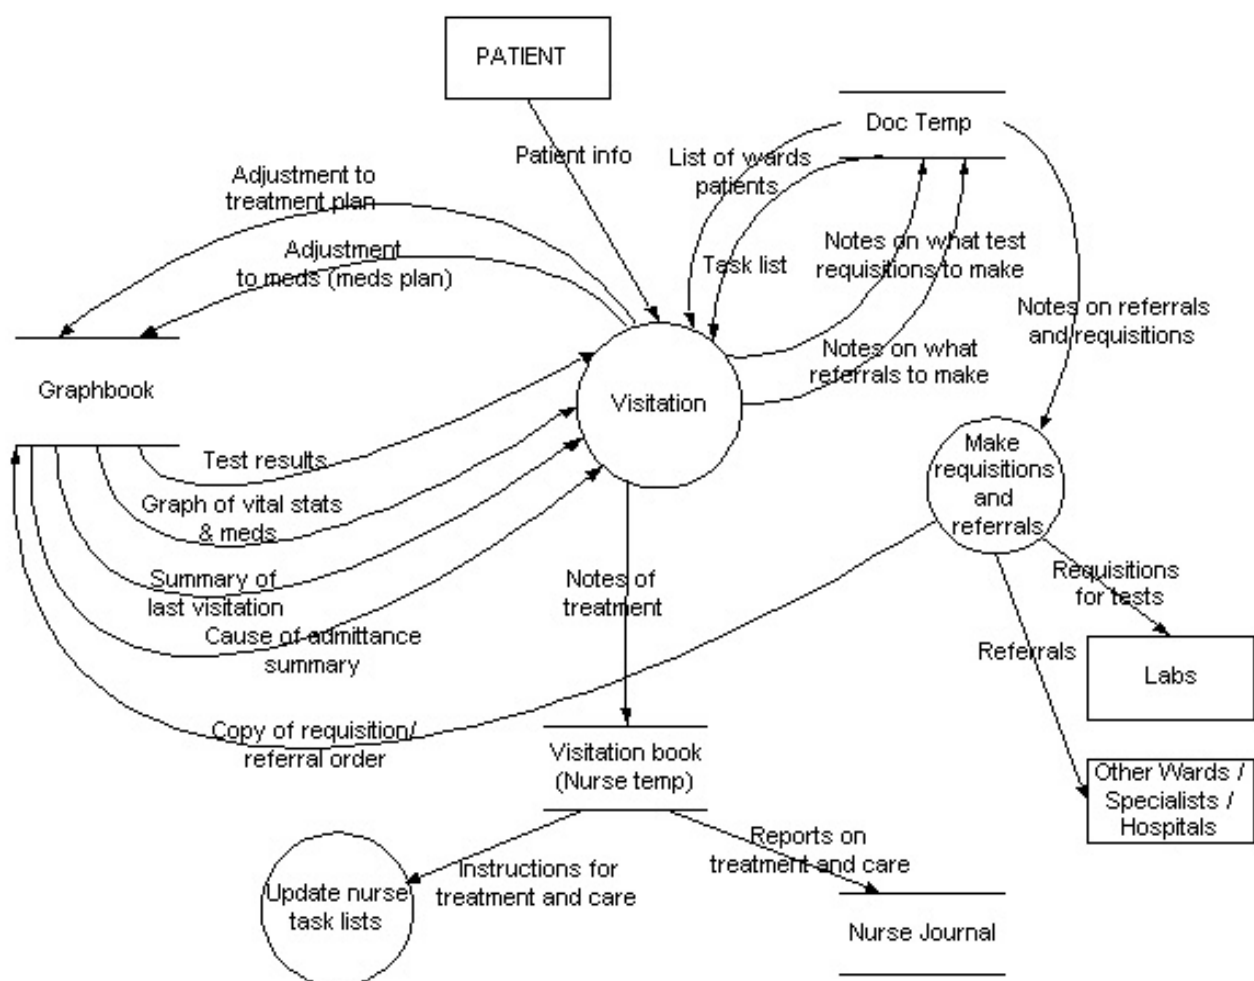 PATIENT
Doc Temp
Patient info
List of wards
patients
Adjustment to
treatment plan
Adjustment
to meds (meds plan)
Task list
Notes on what test
requisitions to make
Notes on referrals
and requisitions
Notes on what
referrals to make
Graphbook
Visitation
Make
requisitions
and
referrals
Test results
Graph of vital stats
& meds
Summary of
last visitation
Cause of admittance
summary
Notes of
treatment
Requisitions
for tests
Referrals
Labs
Copy of requisition/
referral order
Visitation book
(Nurse temp)
Other Wards /
Specialists /
Hospitals
Reports on
treatment and care
Instructions for
treatment and care
Update nurse
task lists
Nurse Journal